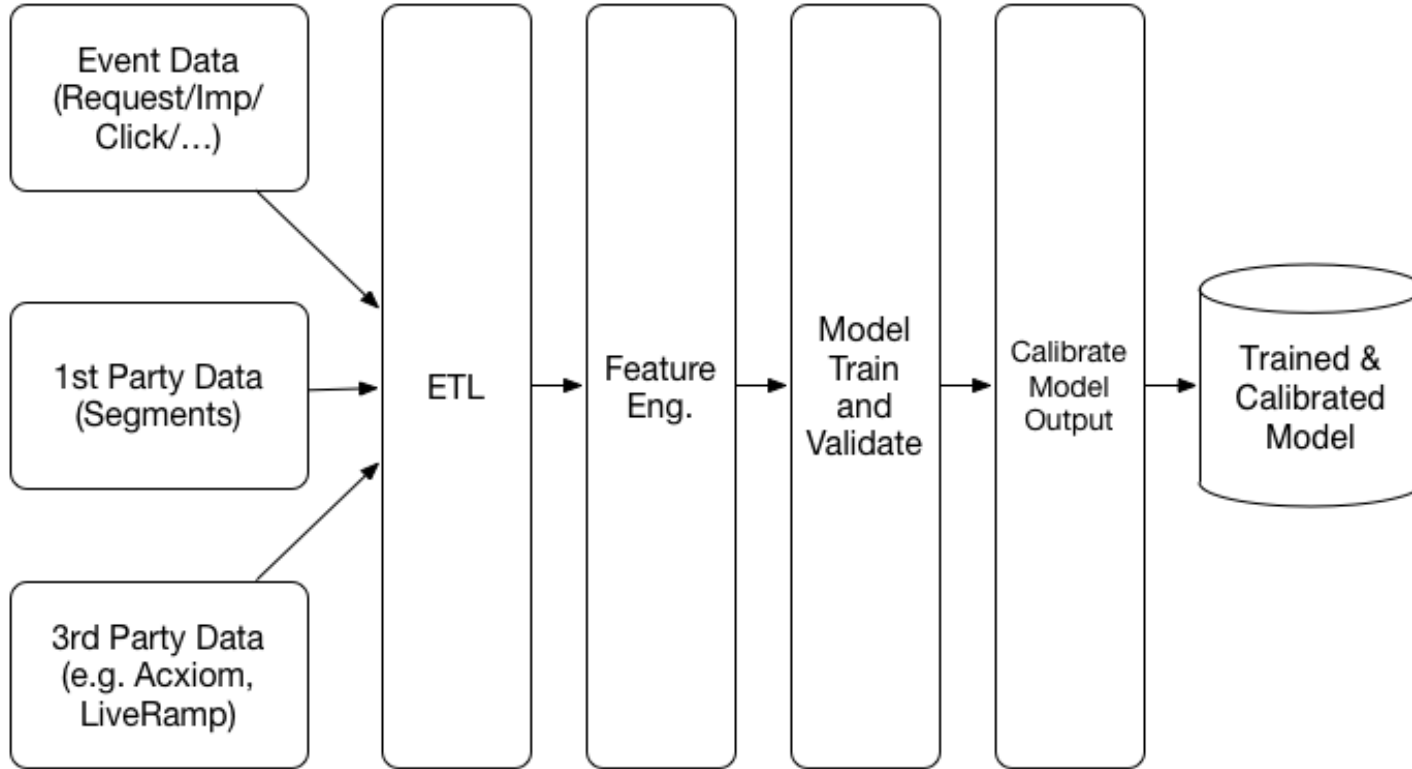 Event Data
(Request/Imp/
Click/…)
1st Party Data
(Segments)
3rd Party Data
(e.g. Acxiom,
LiveRamp)
ETL
Feature
Eng.
Model
Train
and
Validate
Calibrate
Model
Output
Trained &
Calibrated
Model